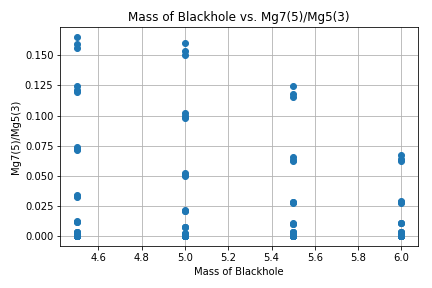 Mass of Blackhole vs. Mg7(5)/Mg5(3)
Mg7(5)/Mg5(3)
0.150
0.125
0.100
0.075
0.050
0.025
0.000
4.6 4.8 5.0 5.2 5.4 5.6 5.8 6.0
Mass of Blackhole